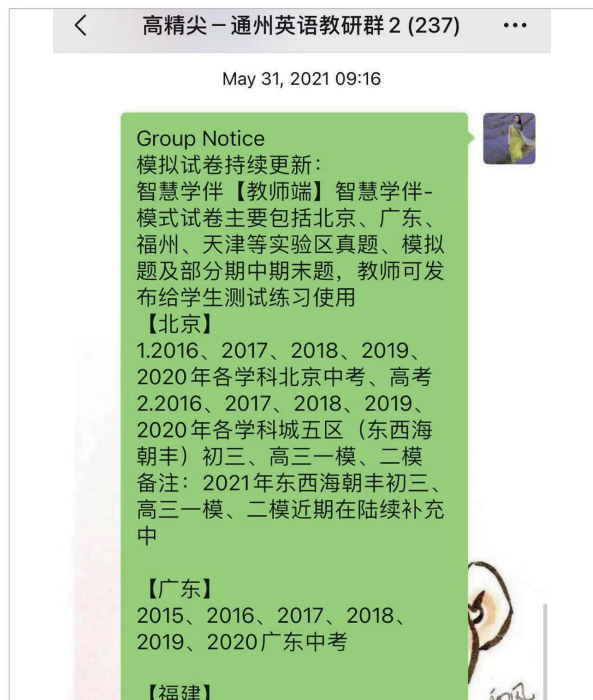 高精尖－通州英语教研群2 (237)
May 31, 2021 09:16
Group Notice
模拟试卷持续更新：
智慧学伴【教师端】智慧学伴-
模式试卷主要包括北京、广东、
福州、天津等实验区真题、模拟
题及部分期中期末题，教师可发
布给学生测试练习使用
【北京】
1.2016、2017、2018、2019、
2020年各学科北京中考、高考
2.2016、2017、2018、2019、
2020年各学科城五区（东西海
朝丰）初三、高三一模、二模
备注：2021年东西海朝丰初三、
高三一模、二模近期在陆续补充
中
【广东】
2015、2016、2017、2018、
2019、2020广东中考
【福建】